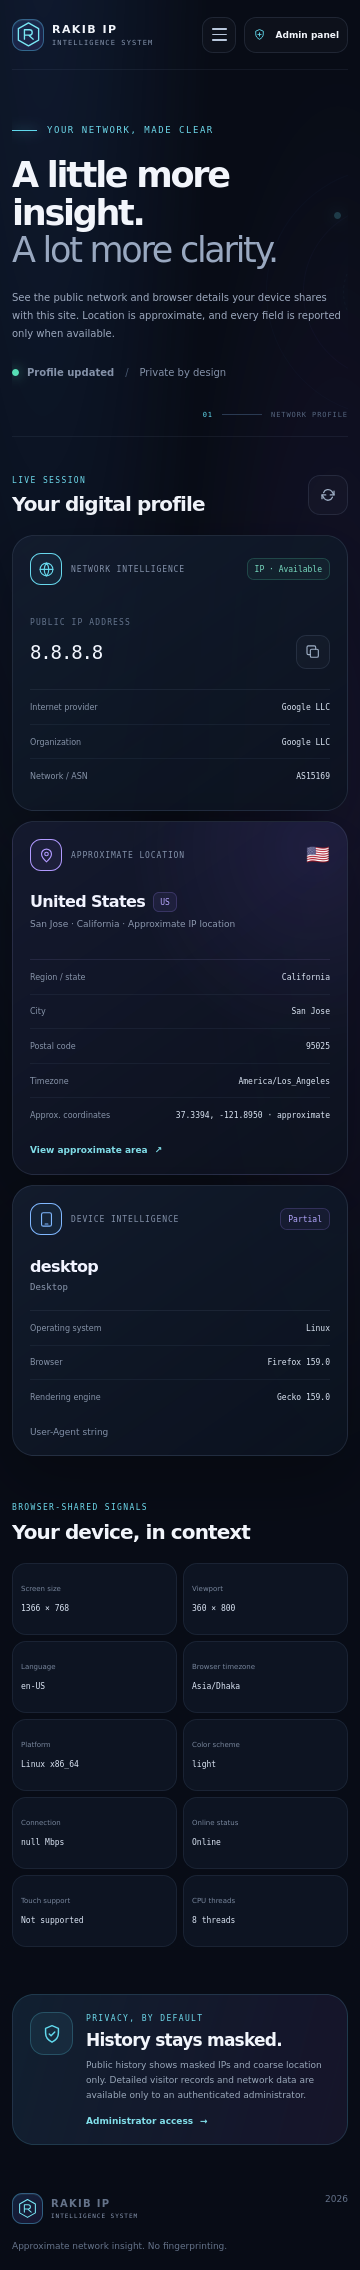 RAKIB IP
INTELLIGENCE SYSTEM
Admin panel
YOUR NETWORK, MADE CLEAR
A little more
insight.
A lot more clarity.
See the public network and browser details your device shares
with this site. Location is approximate, and every field is reported
only when available.
Profile updated / Private by design
01 NETWORK PROFILE
LIVE SESSION
Your digital profile
NETWORK INTELLIGENCE
IP · Available
PUBLIC IP ADDRESS
8.8.8.8
Internet provider Google LLC
Organization Google LLC
Network / ASN AS15169
APPROXIMATE LOCATION
United States US
San Jose · California · Approximate IP location
Region / state California
City San Jose
Postal code 95025
Timezone America/Los_Angeles
Approx. coordinates 37.3394, -121.8950 · approximate
View approximate area ↗
DEVICE INTELLIGENCE
Partial
desktop
Desktop
Operating system Linux
Browser Firefox 159.0
Rendering engine Gecko 159.0
User-Agent string
BROWSER-SHARED SIGNALS
Your device, in context
Screen size
1366 × 768
Viewport
360 × 800
Language
en-US
Browser timezone
Asia/Dhaka
Platform
Linux x86_64
Color scheme
light
Connection
null Mbps
Online status
Online
Touch support
Not supported
CPU threads
8 threads
PRIVACY, BY DEFAULT
History stays masked.
Public history shows masked IPs and coarse location
only. Detailed visitor records and network data are
available only to an authenticated administrator.
Administrator access →
RAKIB IP
INTELLIGENCE SYSTEM
2026
Approximate network insight. No fingerprinting.